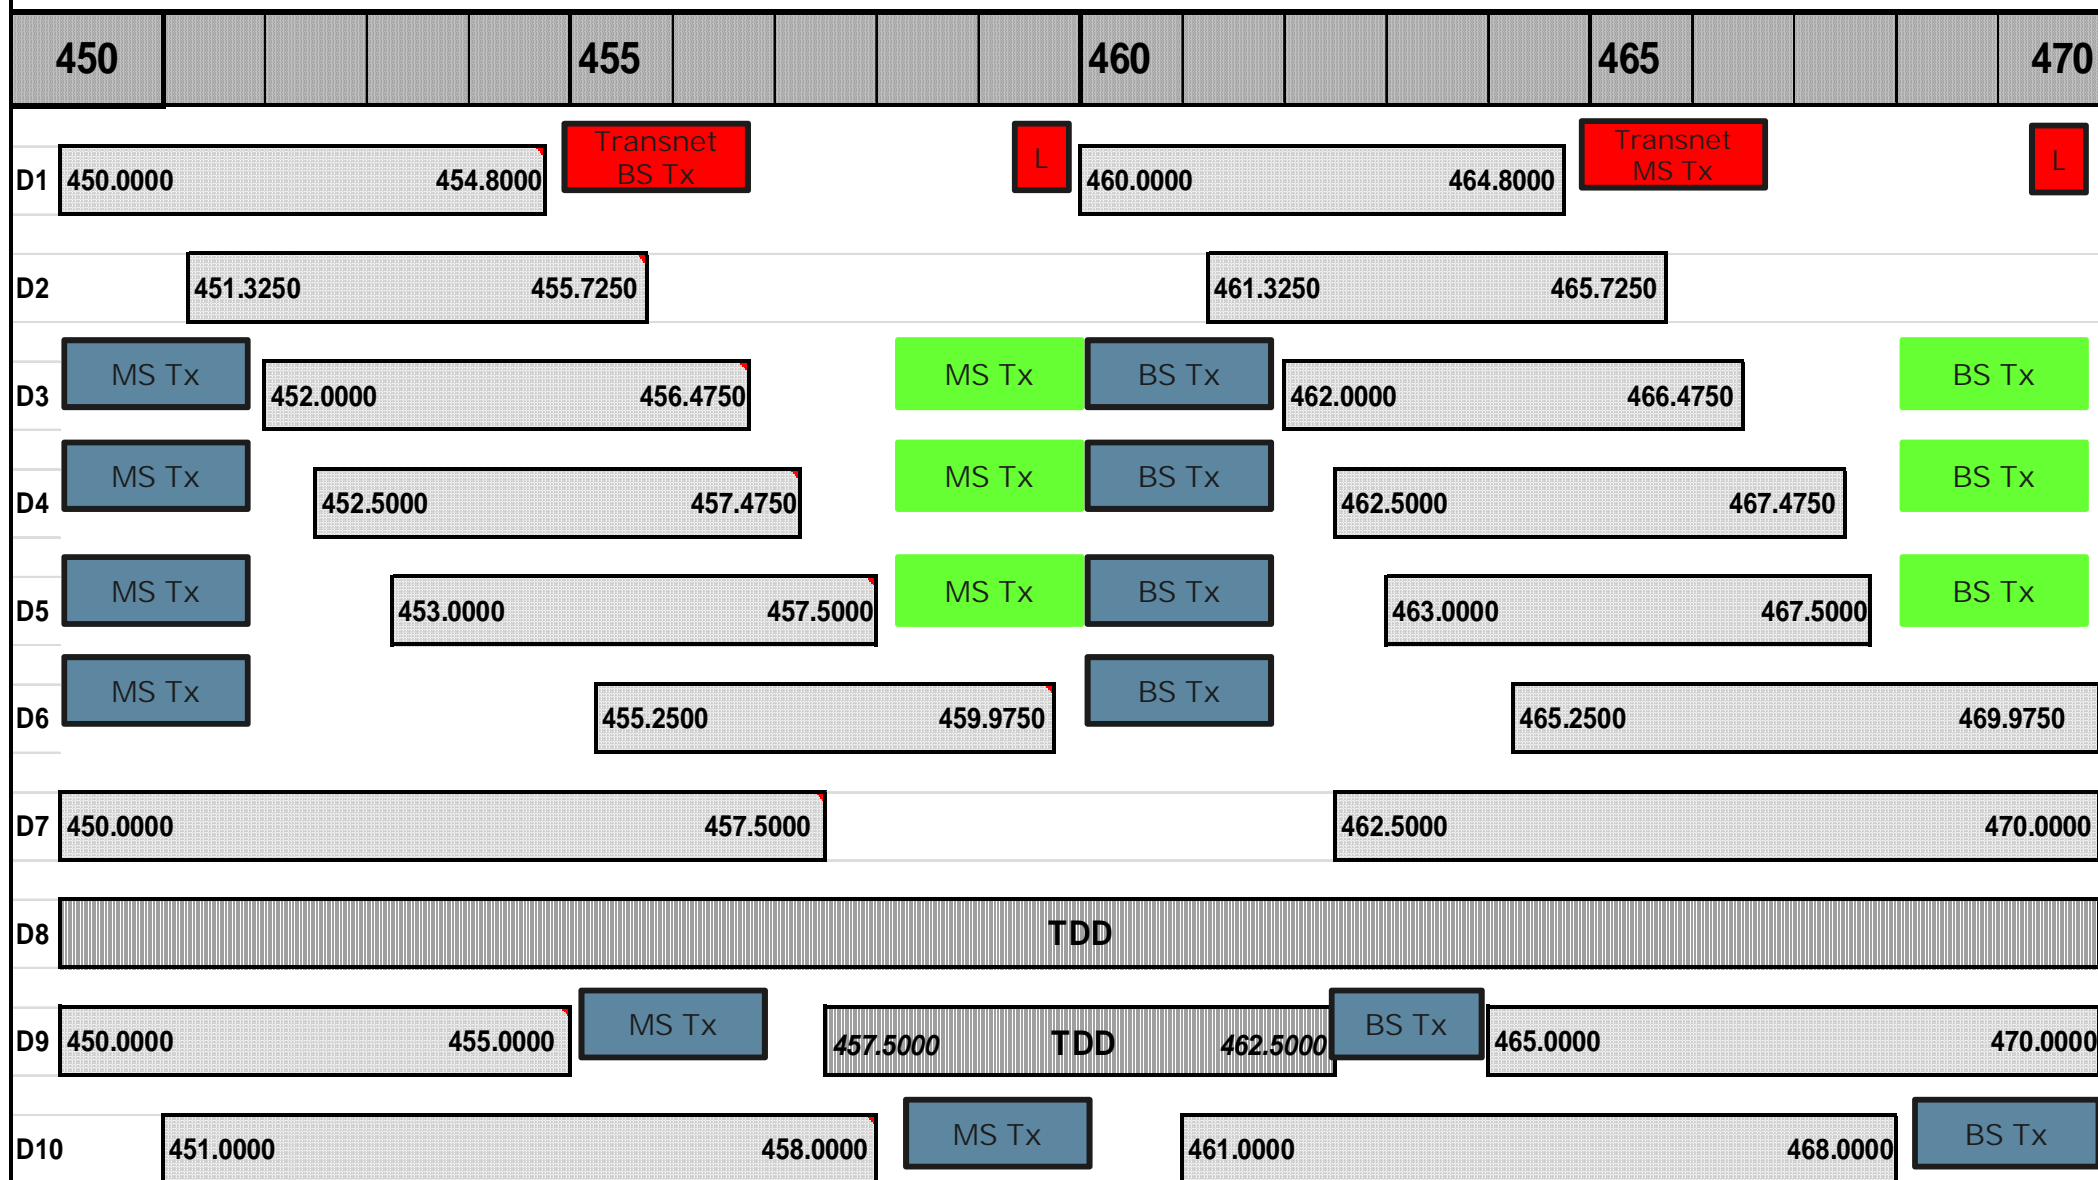 450 455 460 465 470
Transnet
BS Tx
L
Transnet
MS Tx
L
D1 450.0000 454.8000 460.0000 464.8000
D2 451.3250 455.7250 461.3250 465.7250
MS Tx MS Tx BS Tx BS Tx
D3 452.0000 456.4750 462.0000 466.4750
MS Tx MS Tx BS Tx BS Tx
D4 452.5000 457.4750 462.5000 467.4750
MS Tx MS Tx BS Tx BS Tx
D5 453.0000 457.5000 463.0000 467.5000
MS Tx BS Tx
D6 455.2500 459.9750 465.2500 469.9750
D7 450.0000 457.5000 462.5000 470.0000
D8 TDD
MS Tx BS Tx
D9 450.0000 455.0000 457.5000 TDD 462.5000 465.0000 470.0000
MS Tx BS Tx
D10 451.0000 458.0000 461.0000 468.0000